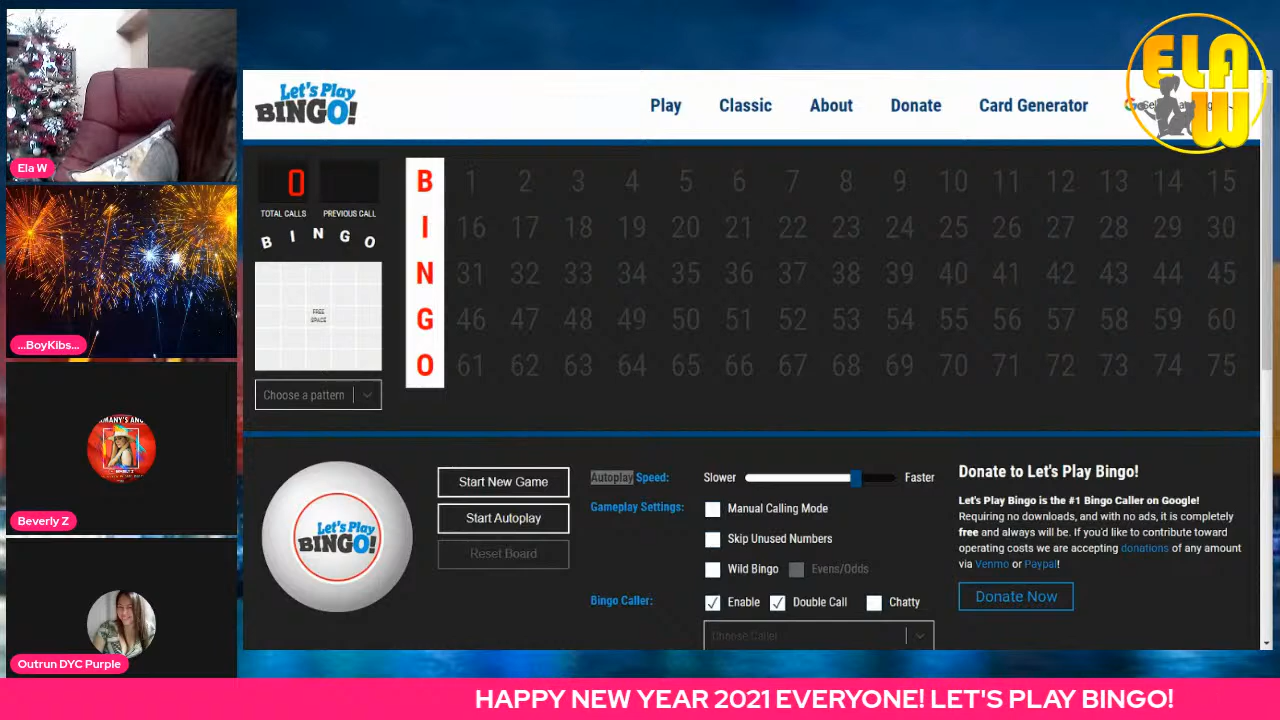 Ela W
...BoyKibs...
MANY'S AN
Beverly Z
Outrun DYC Purple
Let's Play
BINGO!
Play
Classic
About
Donate
Card Generator
ELA
W
0
TOTAL CALLS
PREVIOUS CALL
B I N G O
FREE
SPACE
Choose a pattern
B 1 2 3 4 5 6 7 8 9 10 11 12 13 14 15
I 16 17 18 19 20 21 22 23 24 25 26 27 28 29 30
N 31 32 33 34 35 36 37 38 39 40 41 42 43 44 45
G 46 47 48 49 50 51 52 53 54 55 56 57 58 59 60
O 61 62 63 64 65 66 67 68 69 70 71 72 73 74 75
Let's Play
BINGO!
Start New Game
Start Autoplay
Reset Board
Autoplay Speed:
Slower
Faster
Gameplay Settings:
Manual Calling Mode
Skip Unused Numbers
Wild Bingo
Evens/Odds
Bingo Caller:
Enable
Double Call
Chatty
Choose Caller
Donate to Let's Play Bingo!
Let's Play Bingo is the #1 Bingo Caller on Google!
Requiring no downloads, and with no ads, it is completely
free and always will be. If you'd like to contribute toward
operating costs we are accepting donations of any amount
via Venmo or Paypal!
Donate Now
HAPPY NEW YEAR 2021 EVERYONE! LET'S PLAY BINGO!